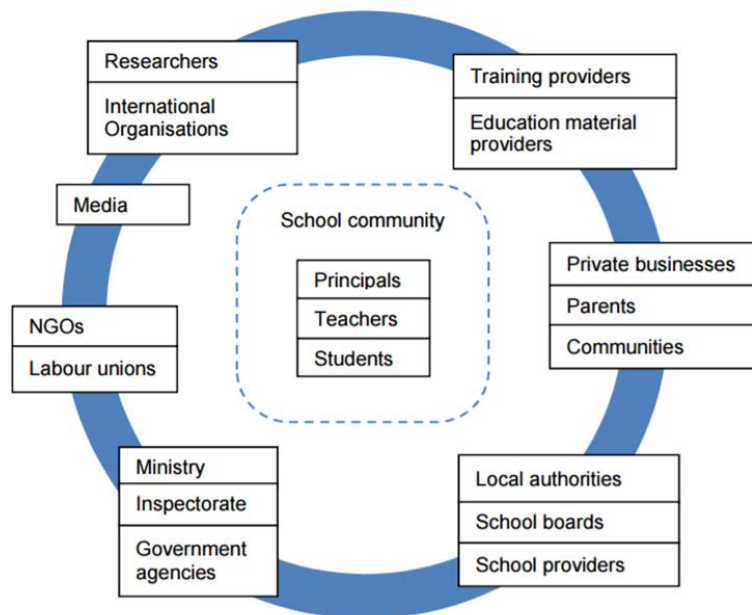 Researchers
International
Organisations
Training providers
Education material
providers
Media
School community
Principals
Teachers
Students
Private businesses
Parents
Communities
NGOs
Labour unions
Ministry
Inspectorate
Government
agencies
Local authorities
School boards
School providers